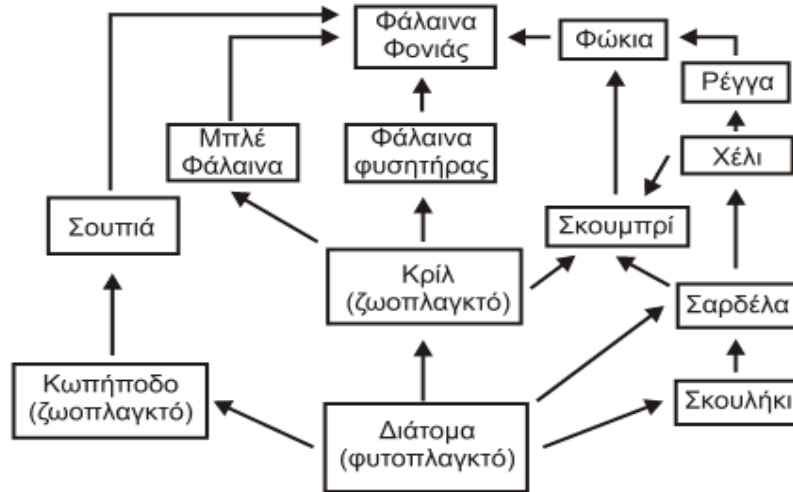 Φάλαινα
Φονιάς
Φώκια
Ρέγγα
Μπλέ
Φάλαινα
Φάλαινα
φυσητήρας
Χέλι
Σουπιά
Σκουμπρί
Κρίλ
(ζωοπλαγκτό)
Σαρδέλα
Κωπήποδο
(ζωοπλαγκτό)
Διάτομα
(φυτοπλαγκτό)
Σκουλήκι